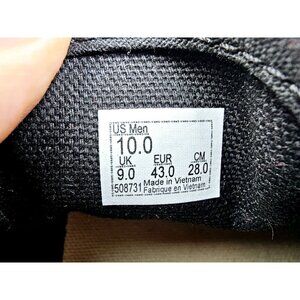 US Men
10.0
UK EUR CM
9.0 43.0 28.0
508731 Made in Vietnam
Fabriqué en Vietnam